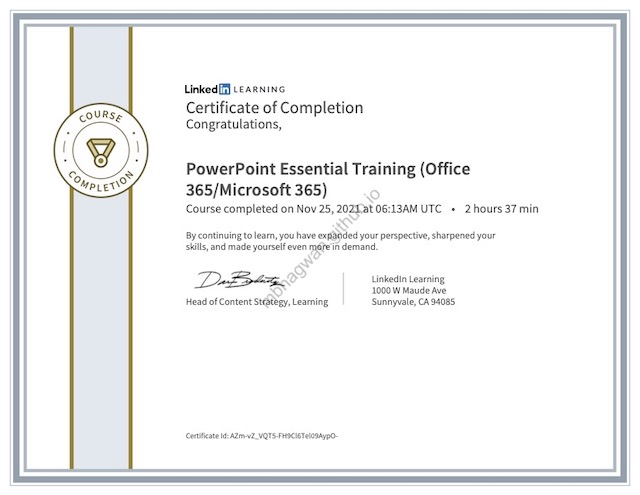 COURSE
COMPLETION
Linked in LEARNING
Certificate of Completion
Congratulations,
PowerPoint Essential Training (Office
365/Microsoft 365)
Course completed on Nov 25, 2021 at 06:13AM UTC • 2 hours 37 min
By continuing to learn, you have expanded your perspective, sharpened your
skills, and made yourself even more in demand.
Head of Content Strategy, Learning
LinkedIn Learning
1000 W Maude Ave
Sunnyvale, CA 94085
mbhagwan.github.io
Certificate Id: AZm-vZ_VQT5-FH9Cl6Tel09AypO-